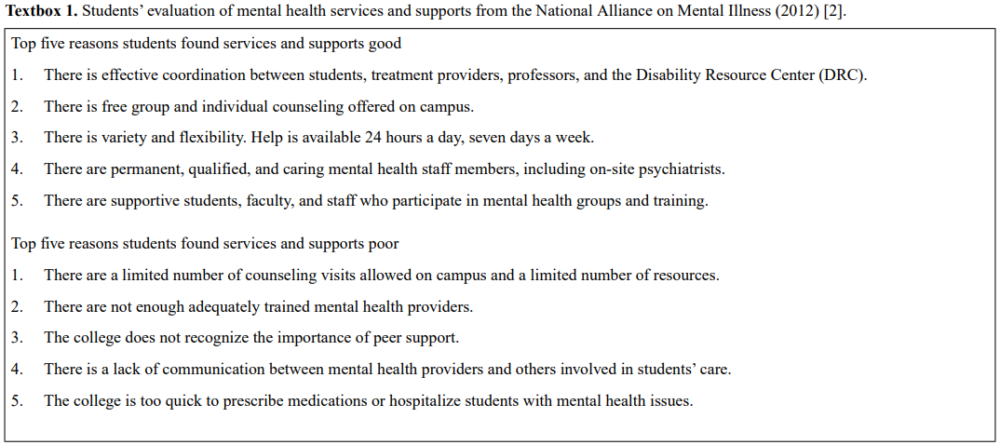 Textbox 1. Students’ evaluation of mental health services and supports from the National Alliance on Mental Illness (2012) [2].
Top five reasons students found services and supports good
1. There is effective coordination between students, treatment providers, professors, and the Disability Resource Center (DRC).
2. There is free group and individual counseling offered on campus.
3. There is variety and flexibility. Help is available 24 hours a day, seven days a week.
4. There are permanent, qualified, and caring mental health staff members, including on-site psychiatrists.
5. There are supportive students, faculty, and staff who participate in mental health groups and training.
Top five reasons students found services and supports poor
1. There are a limited number of counseling visits allowed on campus and a limited number of resources.
2. There are not enough adequately trained mental health providers.
3. The college does not recognize the importance of peer support.
4. There is a lack of communication between mental health providers and others involved in students’ care.
5. The college is too quick to prescribe medications or hospitalize students with mental health issues.